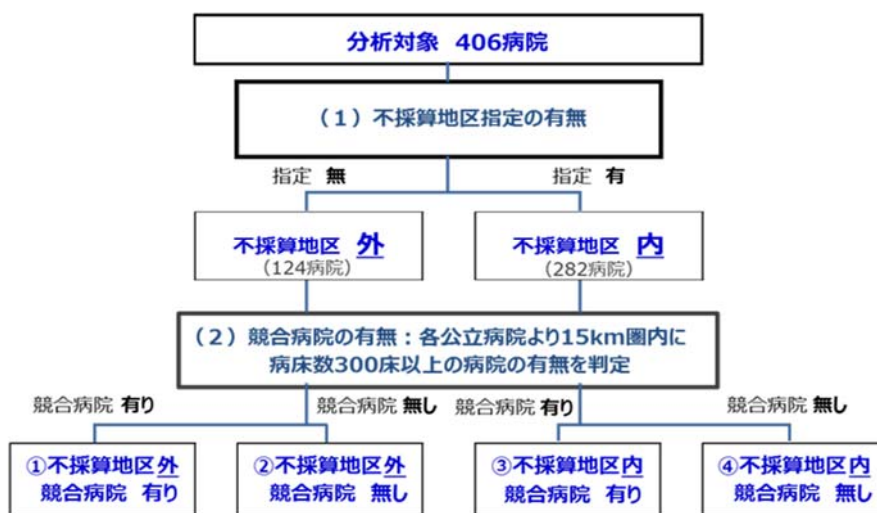 分析対象 406病院
(1)不採算地区指定の有無
指定 無
指定 有
不採算地区 外
(124病院)
不採算地区 内
(282病院)
(2)競合病院の有無:各公立病院より15km圏内に
病床数300床以上の病院の有無を判定
競合病院 有り
競合病院 無し
競合病院 有り
競合病院 無し
①不採算地区外
競合病院 有り
②不採算地区外
競合病院 無し
③不採算地区内
競合病院 有り
④不採算地区内
競合病院 無し